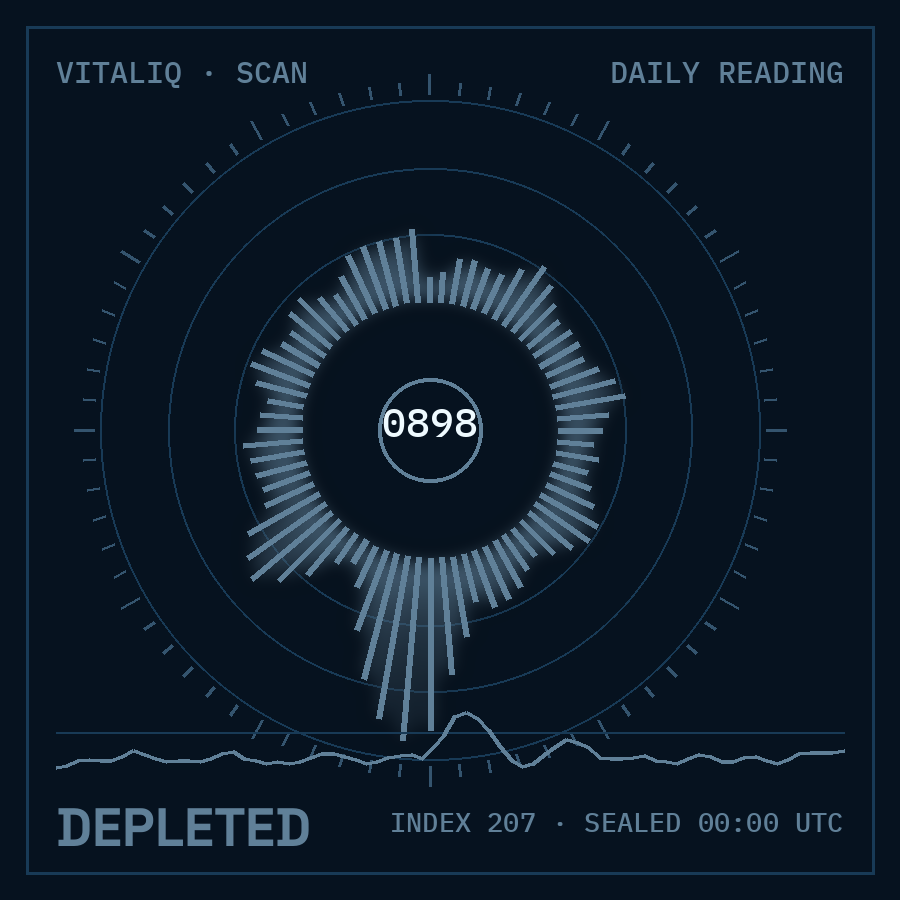 VITALIQ · SCAN
DAILY READING
0898
DEPLETED
INDEX 207 · SEALED 00:00 UTC